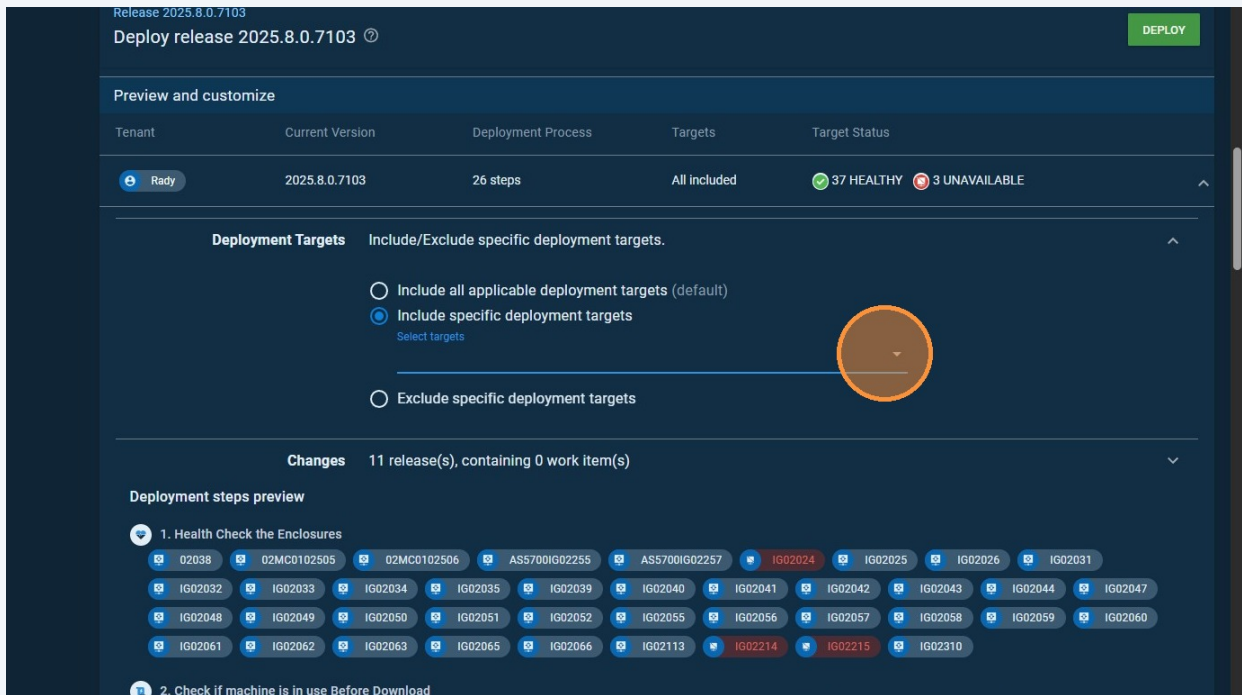 Release 2025.8.0.7103
Deploy release 2025.8.0.7103
DEPLOY
Preview and customize
Tenant Current Version Deployment Process Targets Target Status
Rady 2025.8.0.7103 26 steps All included 37 HEALTHY 3 UNAVAILABLE
Deployment Targets Include/Exclude specific deployment targets.
Include all applicable deployment targets (default)
Include specific deployment targets
Select targets
Exclude specific deployment targets
Changes 11 release(s), containing 0 work item(s)
Deployment steps preview
1. Health Check the Enclosures
02038 02MC0102505 02MC0102506 AS5700IG02255 AS5700IG02257 IG02024 IG02025 IG02026 IG02031
IG02032 IG02033 IG02034 IG02035 IG02039 IG02040 IG02041 IG02042 IG02043 IG02044 IG02047
IG02048 IG02049 IG02050 IG02051 IG02052 IG02055 IG02056 IG02057 IG02058 IG02059 IG02060
IG02061 IG02062 IG02063 IG02065 IG02066 IG02113 IG02214 IG02215 IG02310
2. Check if machine is in use Before Download